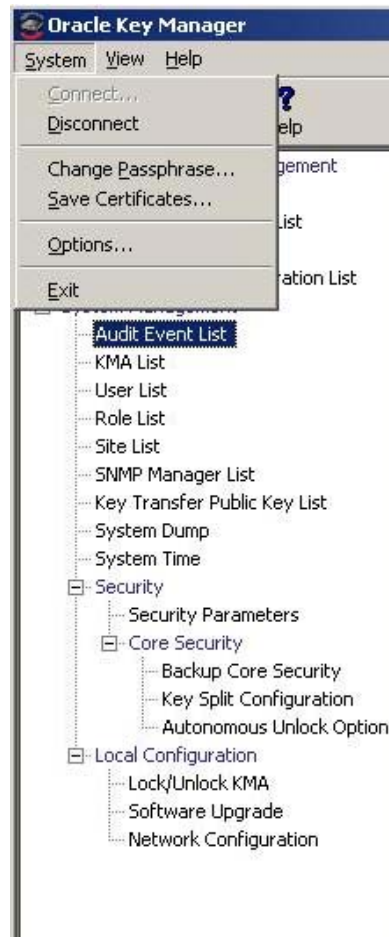 Oracle Key Manager
System View Help
Connect...
Disconnect
elp
Change Passphrase...
gement
Save Certificates...
ist
Options...
ation List
Exit
Audit Event List
KMA List
User List
Role List
Site List
SNMP Manager List
Key Transfer Public Key List
System Dump
System Time
Security
Security Parameters
Core Security
Backup Core Security
Key Split Configuration
Autonomous Unlock Option
Local Configuration
Lock/Unlock KMA
Software Upgrade
Network Configuration